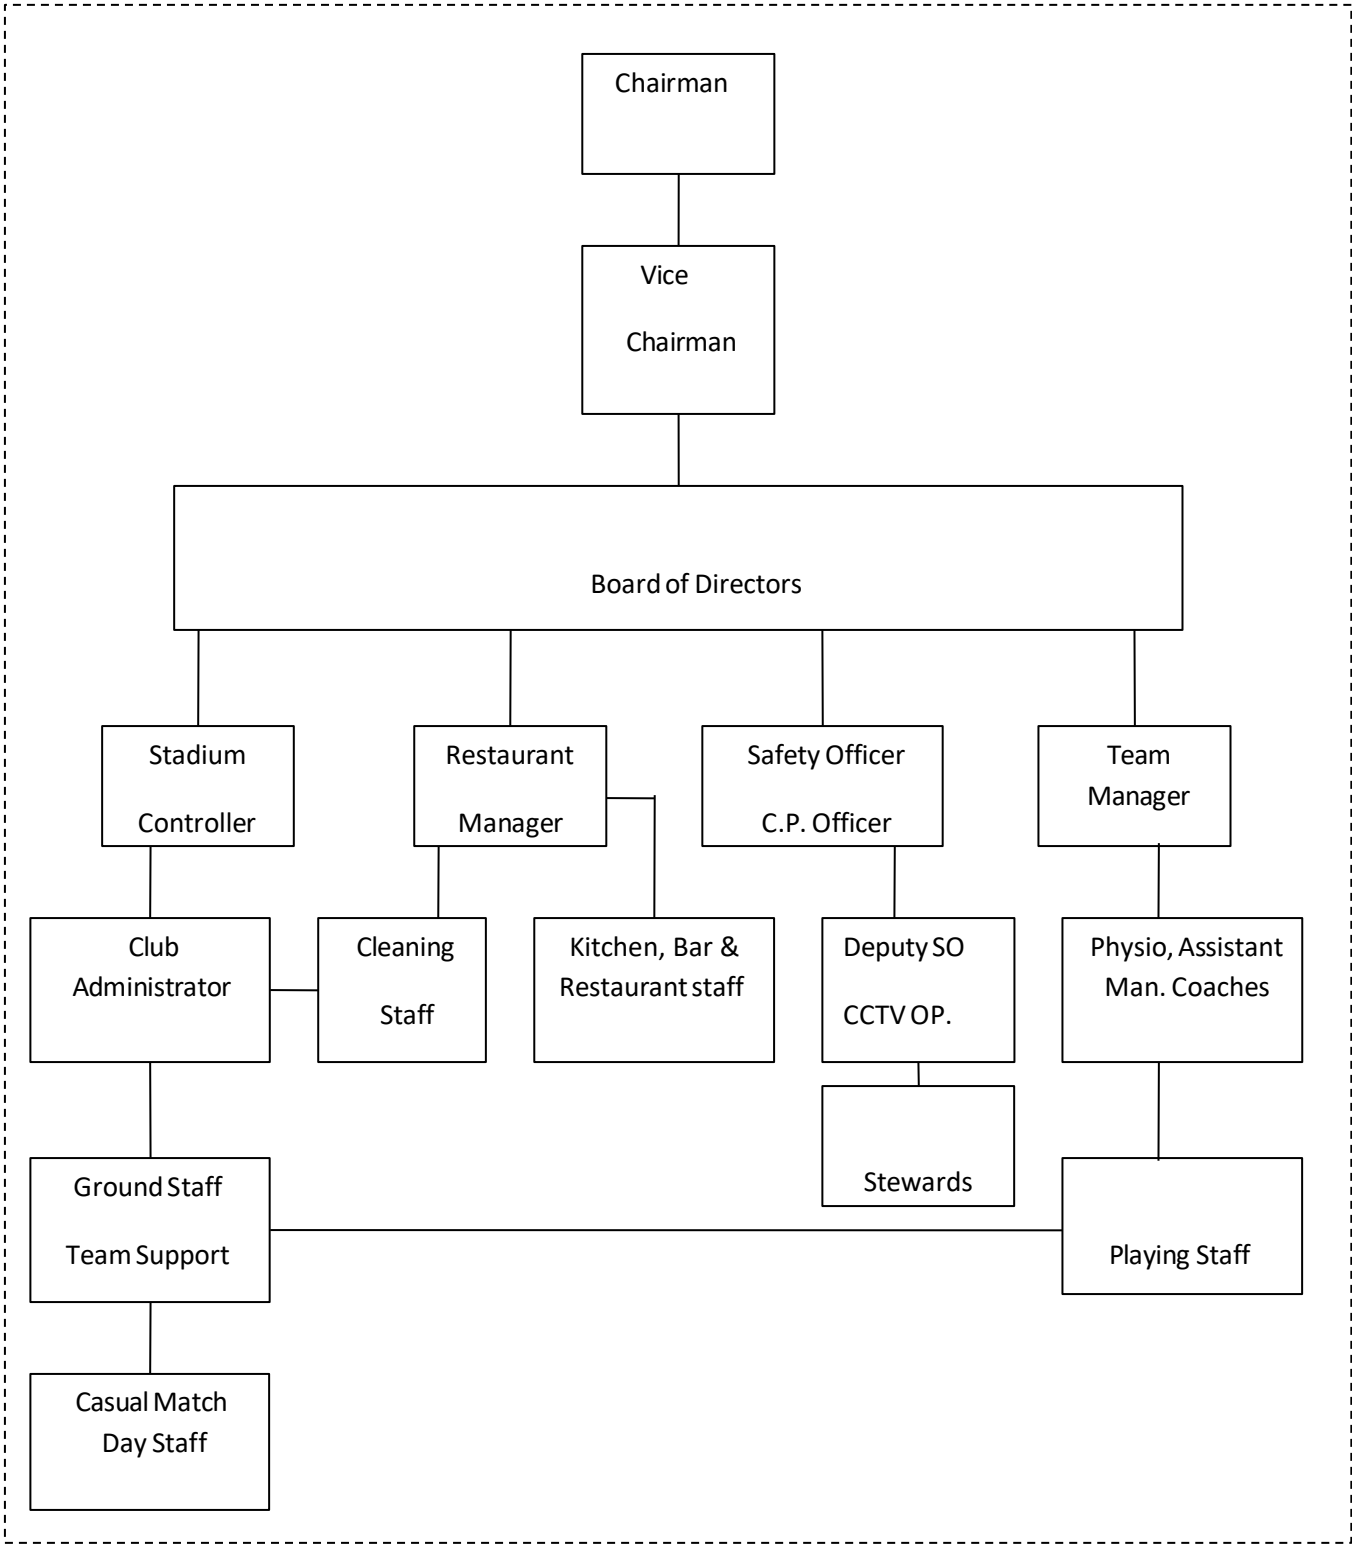 Chairman
Vice
Chairman
Board of Directors
Stadium
Controller
Restaurant
Manager
Safety Officer
C.P. Officer
Team
Manager
Club
Administrator
Cleaning
Staff
Kitchen, Bar &
Restaurant staff
Deputy SO
CCTV OP.
Physio, Assistant
Man. Coaches
Stewards
Ground Staff
Team Support
Playing Staff
Casual Match
Day Staff